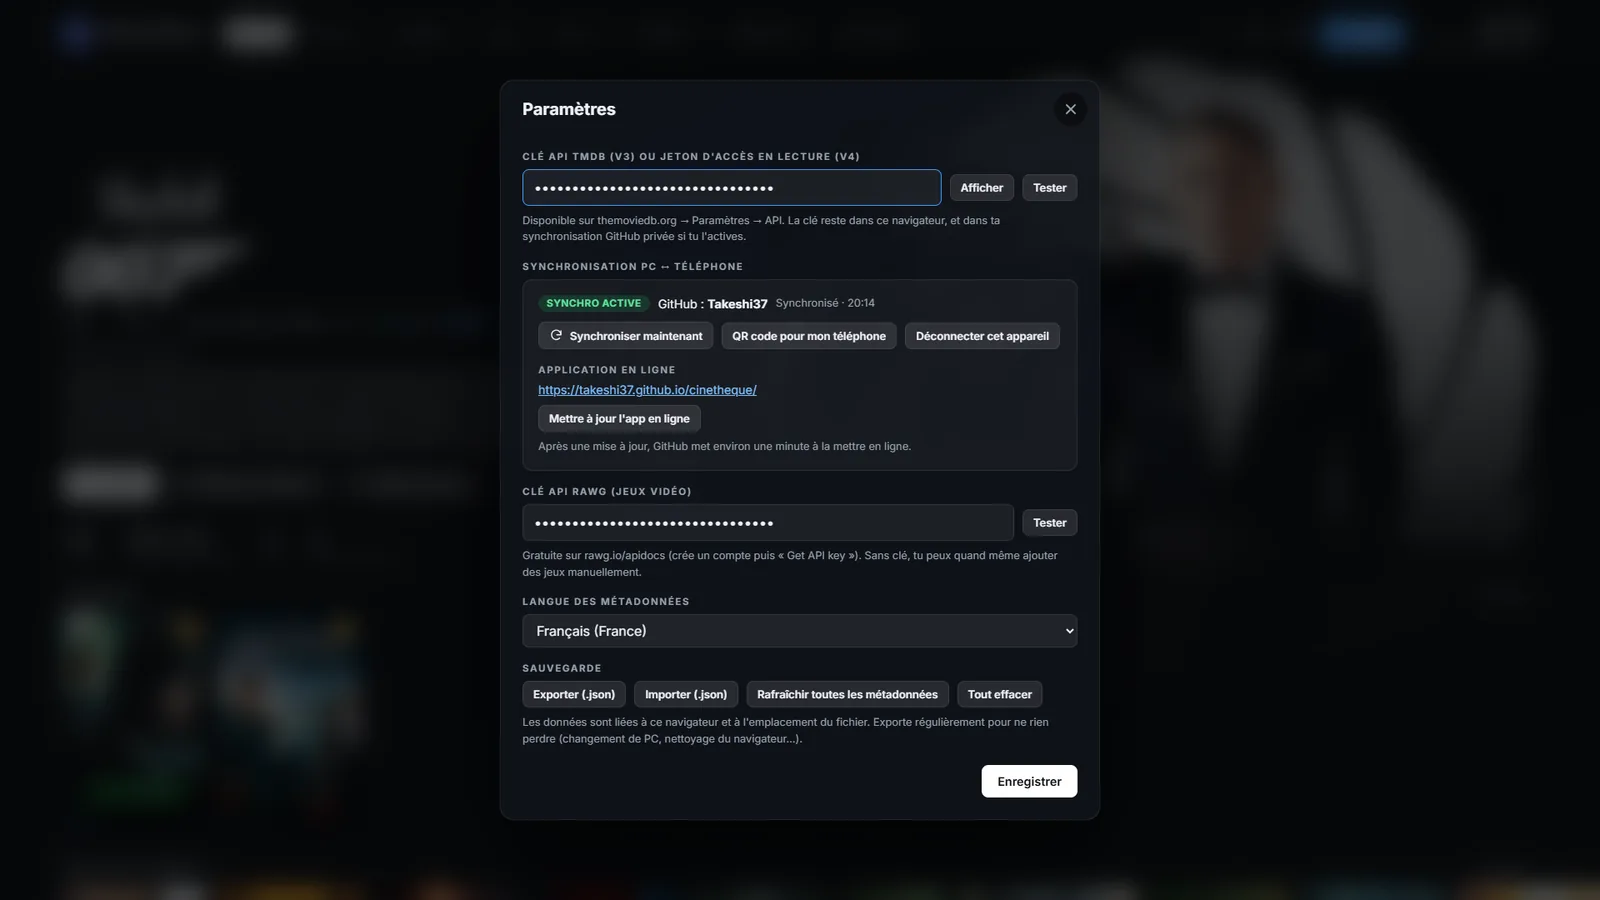 Paramètres
CLÉ API TMDB (V3) OU JETON D'ACCÈS EN LECTURE (V4)
••••••••••••••••••••••••••••••••
Afficher
Tester
Disponible sur themoviedb.org → Paramètres → API. La clé reste dans ce navigateur, et dans ta
synchronisation GitHub privée si tu l'actives.
SYNCHRONISATION PC ↔ TÉLÉPHONE
SYNCHRO ACTIVE GitHub : Takeshi37 Synchronisé · 20:14
Synchroniser maintenant
QR code pour mon téléphone
Déconnecter cet appareil
APPLICATION EN LIGNE
https://takeshi37.github.io/cinetheque/
Mettre à jour l'app en ligne
Après une mise à jour, GitHub met environ une minute à la mettre en ligne.
CLÉ API RAWG (JEUX VIDÉO)
••••••••••••••••••••••••••••••••
Tester
Gratuite sur rawg.io/apidocs (crée un compte puis « Get API key »). Sans clé, tu peux quand même ajouter
des jeux manuellement.
LANGUE DES MÉTADONNÉES
Français (France)
SAUVEGARDE
Exporter (.json)
Importer (.json)
Rafraîchir toutes les métadonnées
Tout effacer
Les données sont liées à ce navigateur et à l'emplacement du fichier. Exporte régulièrement pour ne rien
perdre (changement de PC, nettoyage du navigateur…).
Enregistrer